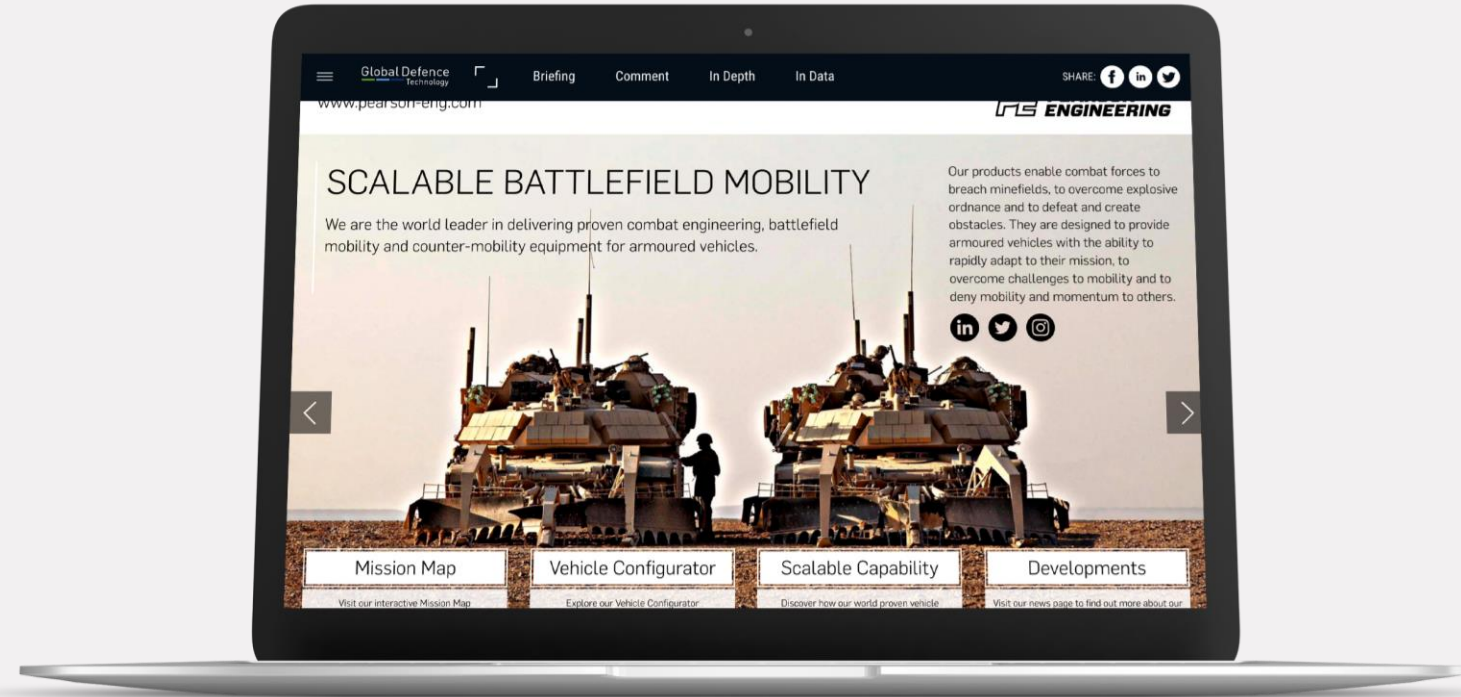 Global Defence
Technology
Briefing
Comment
In Depth
In Data
SHARE:
www.pearson-eng.com
ENGINEERING
SCALABLE BATTLEFIELD MOBILITY
We are the world leader in delivering proven combat engineering, battlefield
mobility and counter-mobility equipment for armoured vehicles.
Our products enable combat forces to
breach minefields, to overcome explosive
ordnance and to defeat and create
obstacles. They are designed to provide
armoured vehicles with the ability to
rapidly adapt to their mission, to
overcome challenges to mobility and to
deny mobility and momentum to others.
Mission Map
Visit our interactive Mission Map
Vehicle Configurator
Explore our Vehicle Configurator
Scalable Capability
Discover how our world proven vehicle
Developments
Visit our news page to find out more about our